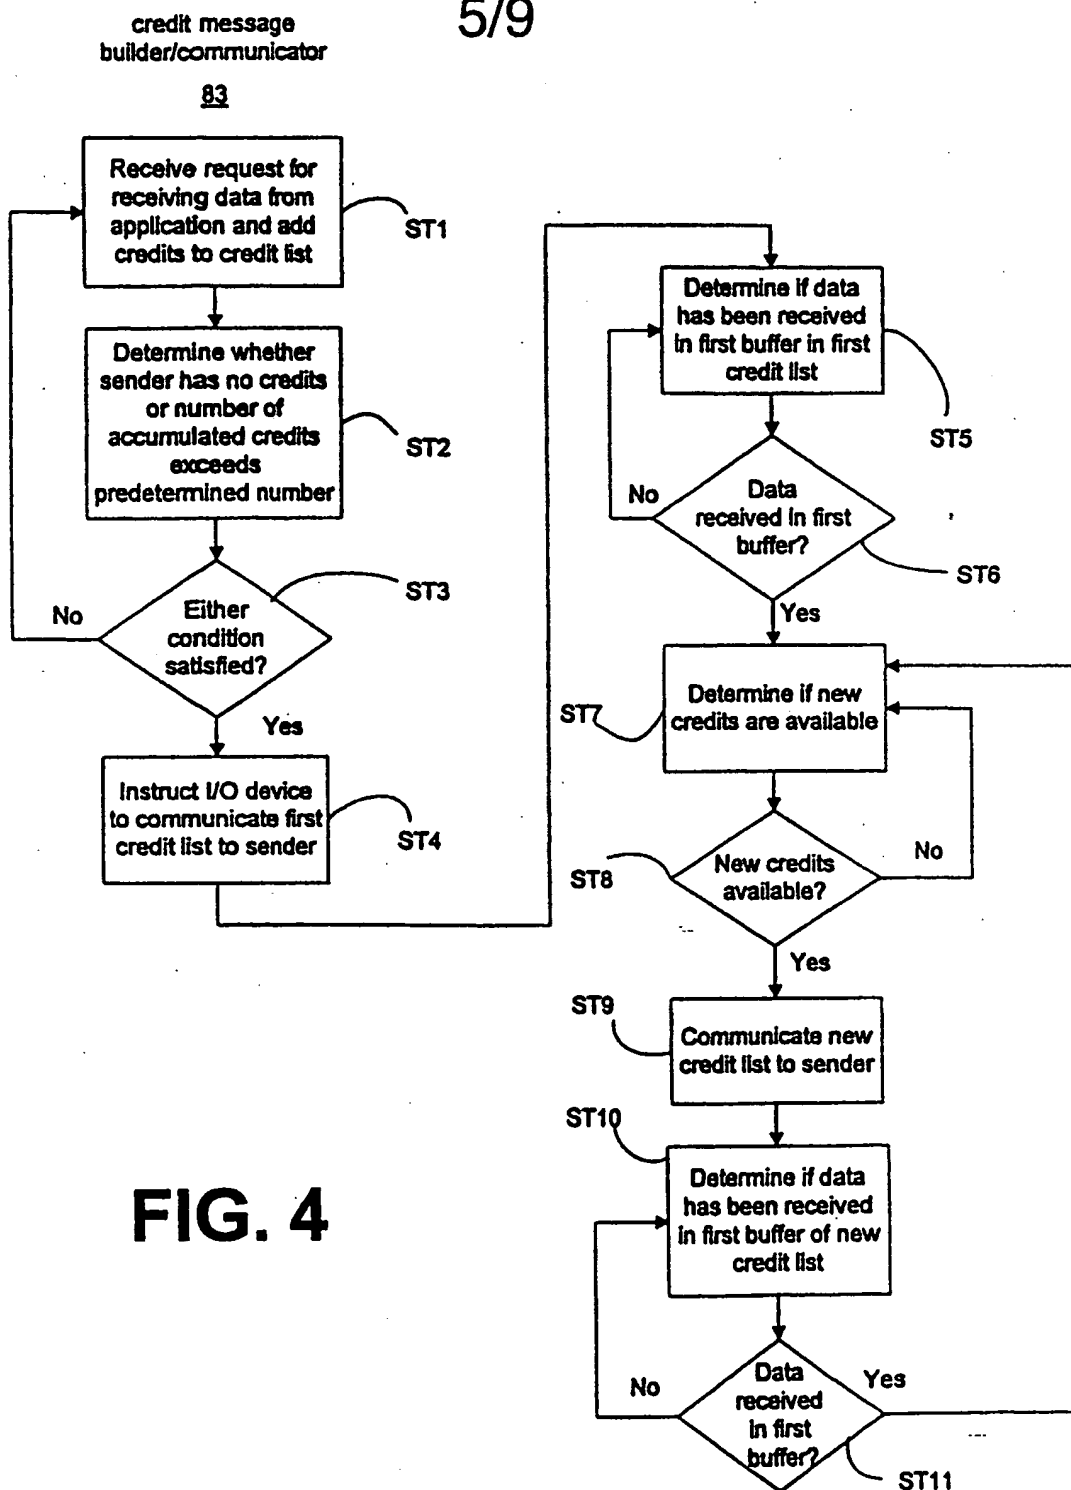 5/9
credit message
builder/communicator
83
Receive request for
receiving data from
application and add
credits to credit list
ST1
Determine whether
sender has no credits
or number of
accumulated credits
exceeds
predetermined number
ST2
Either
condition
satisfied?
ST3
No
Yes
Instruct I/O device
to communicate first
credit list to sender
ST4
Determine if data
has been received
in first buffer in first
credit list
ST5
Data
received in first
buffer?
No
ST6
Yes
Determine if new
credits are available
ST7
New credits
available?
No
ST8
Yes
ST9
Communicate new
credit list to sender
ST10
Determine if data
has been received
in first buffer of new
credit list
Data
received
in first
buffer?
No
Yes
ST11
FIG. 4